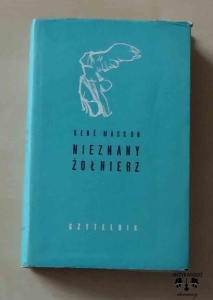 RENÉ MASSON
NIEZNANY
ŻOŁNIERZ
CZYTELNIK